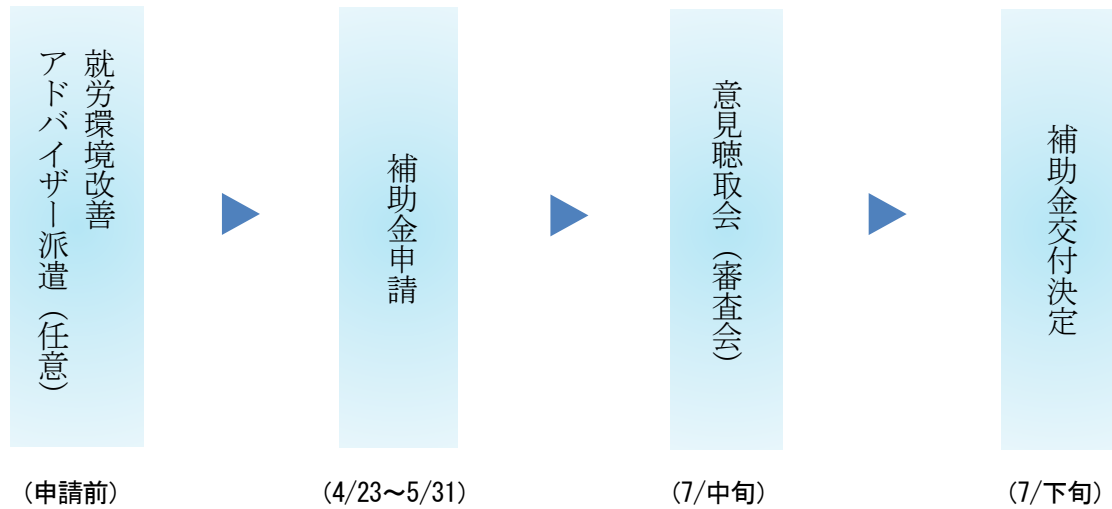 就労環境改善
アドバイザー派遣（任意）
補助金申請
意見聴取会（審査会）
補助金交付決定
（申請前）
（4/23～5/31）
（7/中旬）
（7/下旬）